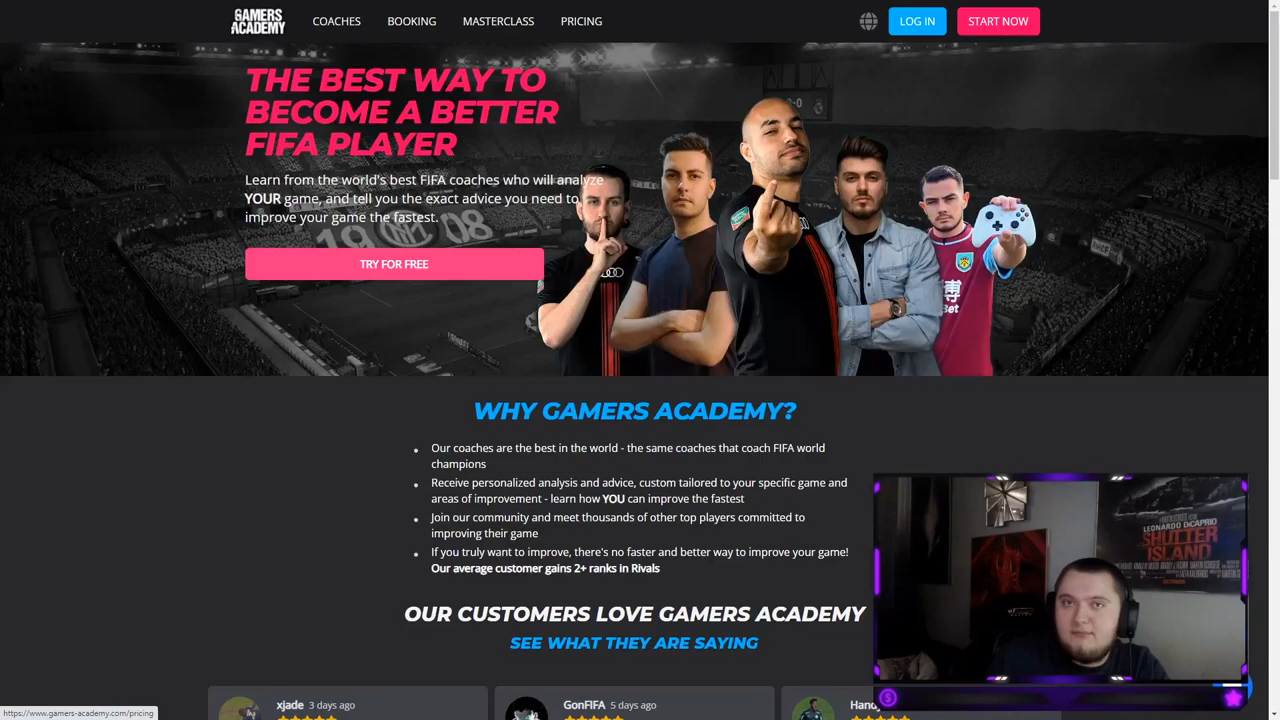 GAMERS
ACADEMY
COACHES
BOOKING
MASTERCLASS
PRICING
LOG IN
START NOW
THE BEST WAY TO
BECOME A BETTER
FIFA PLAYER
Learn from the world's best FIFA coaches who will analyze
YOUR game, and tell you the exact advice you need to
improve your game the fastest.
TRY FOR FREE
19 08
Bet
WHY GAMERS ACADEMY?
Our coaches are the best in the world - the same coaches that coach FIFA world
champions
Receive personalized analysis and advice, custom tailored to your specific game and
areas of improvement - learn how YOU can improve the fastest
Join our community and meet thousands of other top players committed to
improving their game
If you truly want to improve, there's no faster and better way to improve your game!
Our average customer gains 2+ ranks in Rivals
OUR CUSTOMERS LOVE GAMERS ACADEMY
SEE WHAT THEY ARE SAYING
xjade 3 days ago
GonFIFA 5 days ago
LEONARDO DiCAPRIO
SHUTTER
ISLAND
https://www.gamers-academy.com/pricing